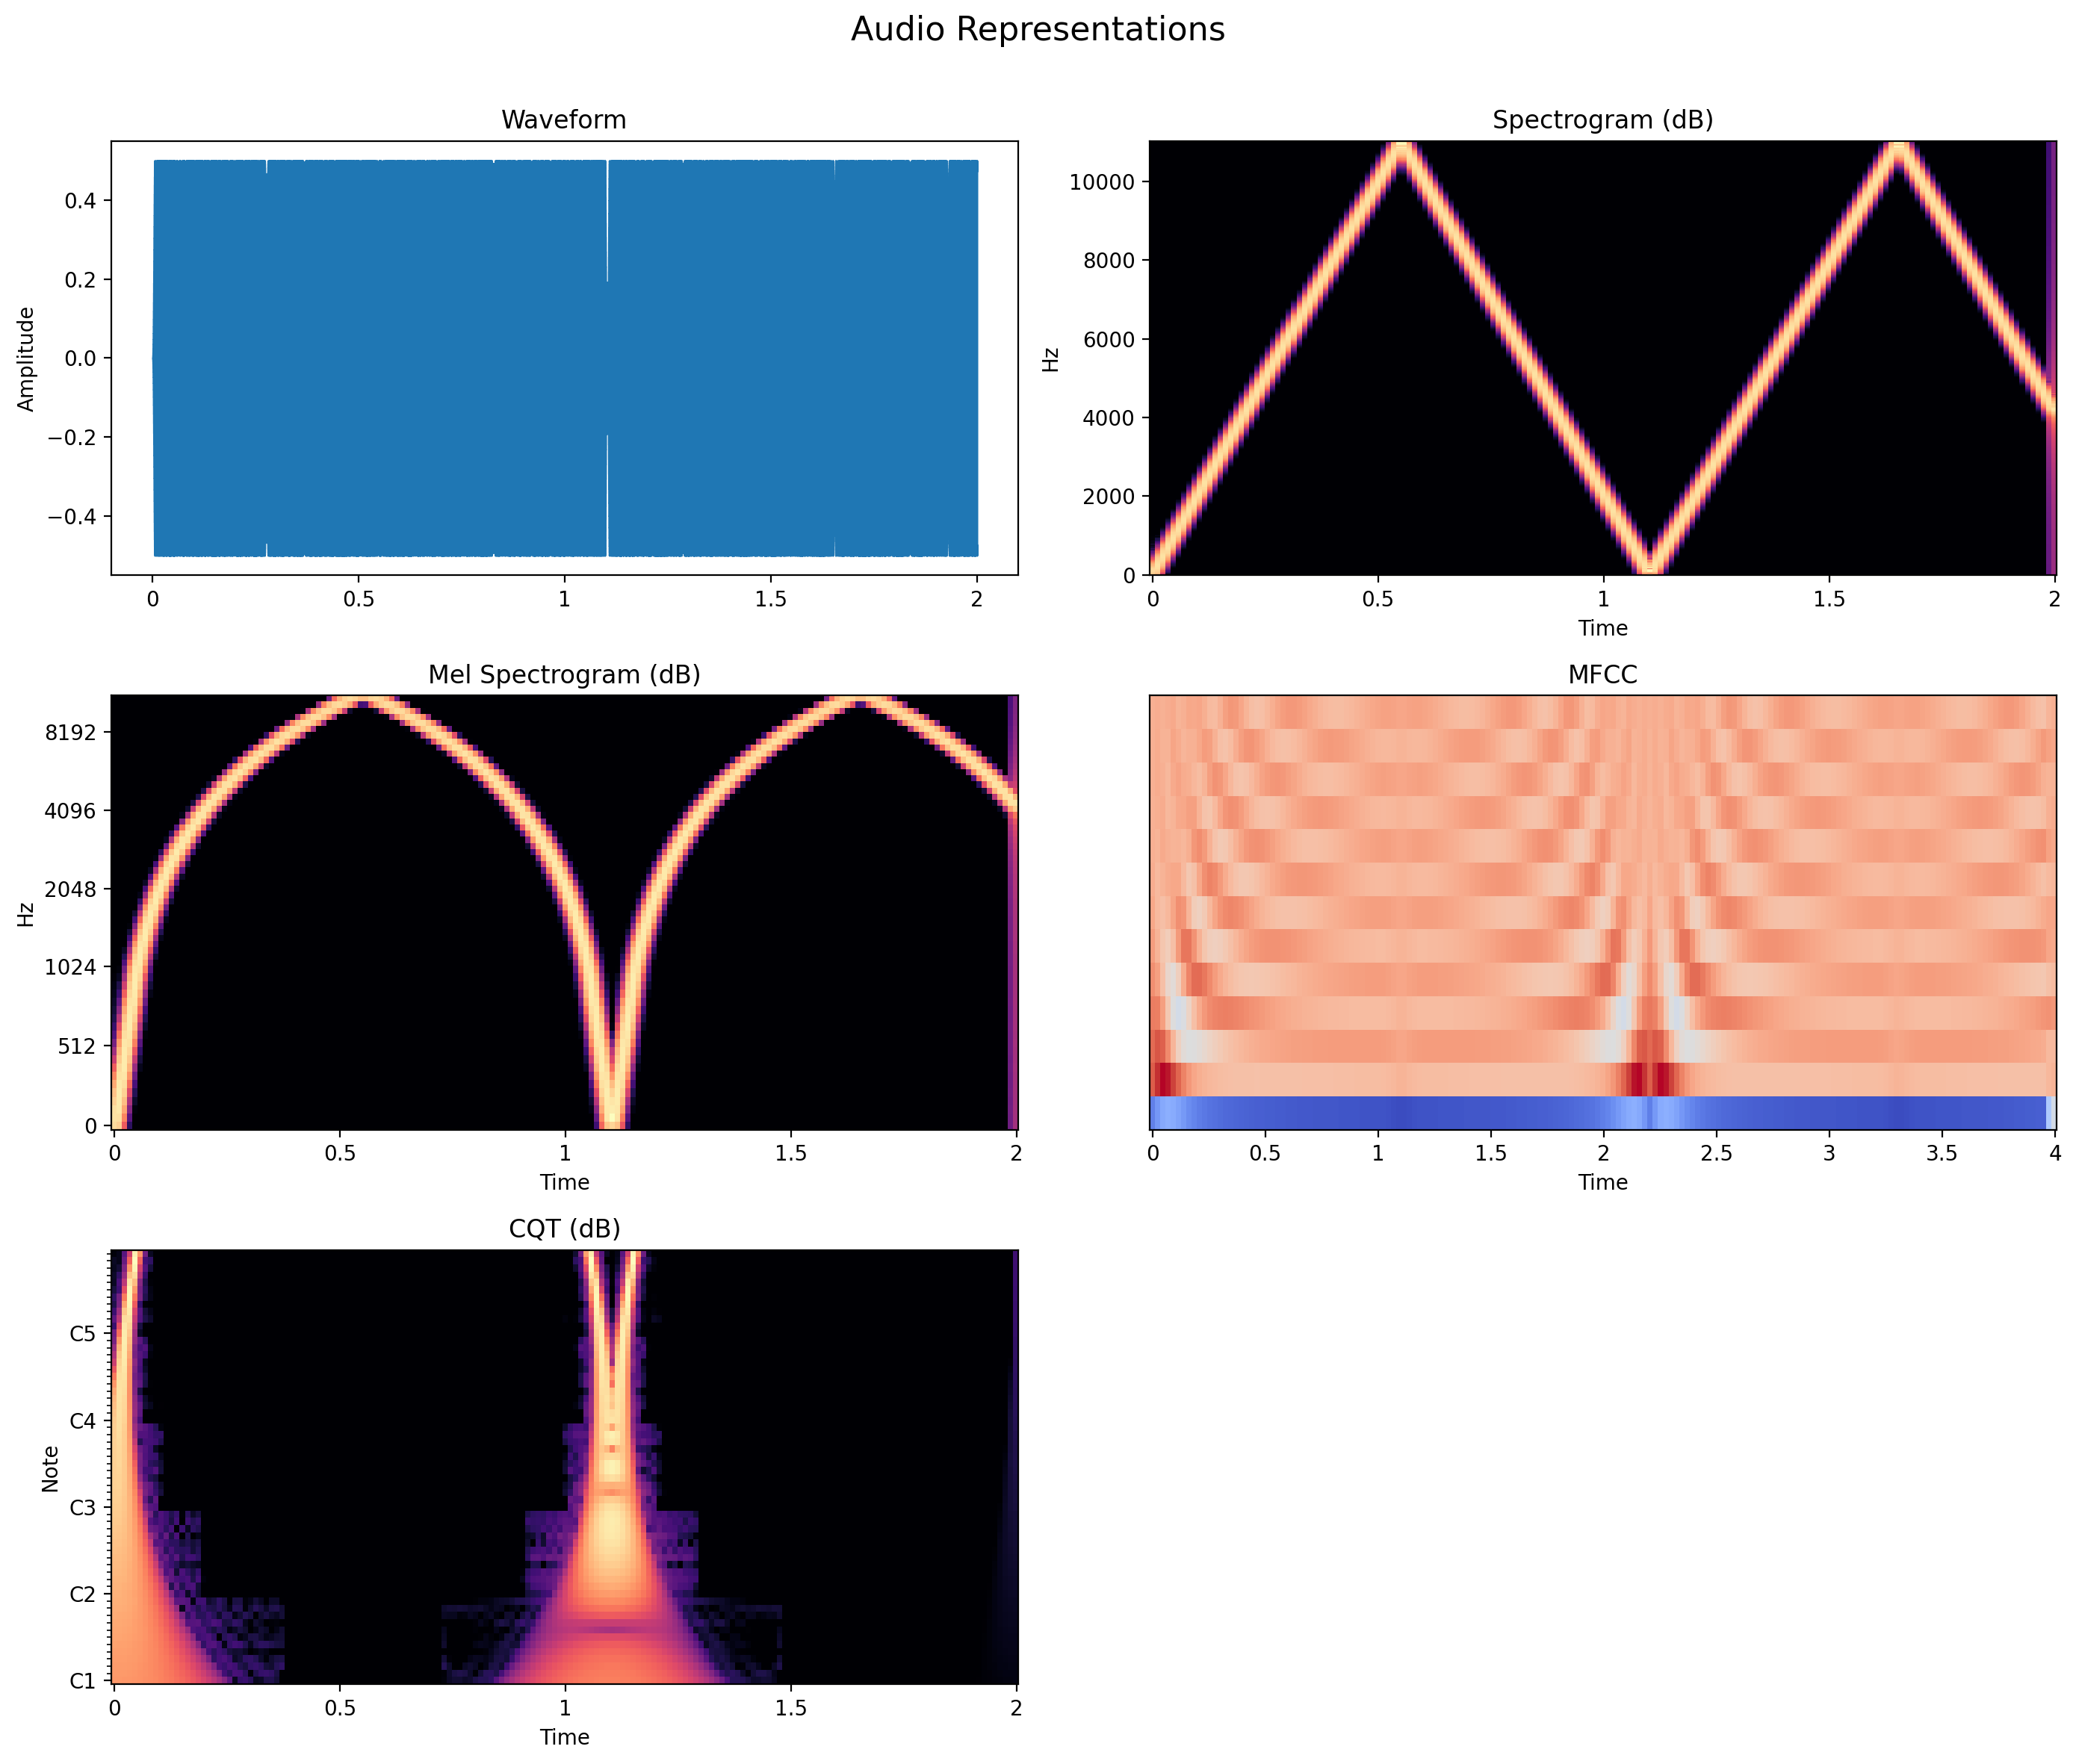 Audio Representations
Waveform
Amplitude
0.4
0.2
0.0
−0.2
−0.4
0 0.5 1 1.5 2
Spectrogram (dB)
Hz
10000
8000
6000
4000
2000
0
0 0.5 1 1.5 2
Time
Mel Spectrogram (dB)
Hz
8192
4096
2048
1024
512
0
0 0.5 1 1.5 2
Time
MFCC
0 0.5 1 1.5 2 2.5 3 3.5 4
Time
CQT (dB)
Note
C5
C4
C3
C2
C1
0 0.5 1 1.5 2
Time